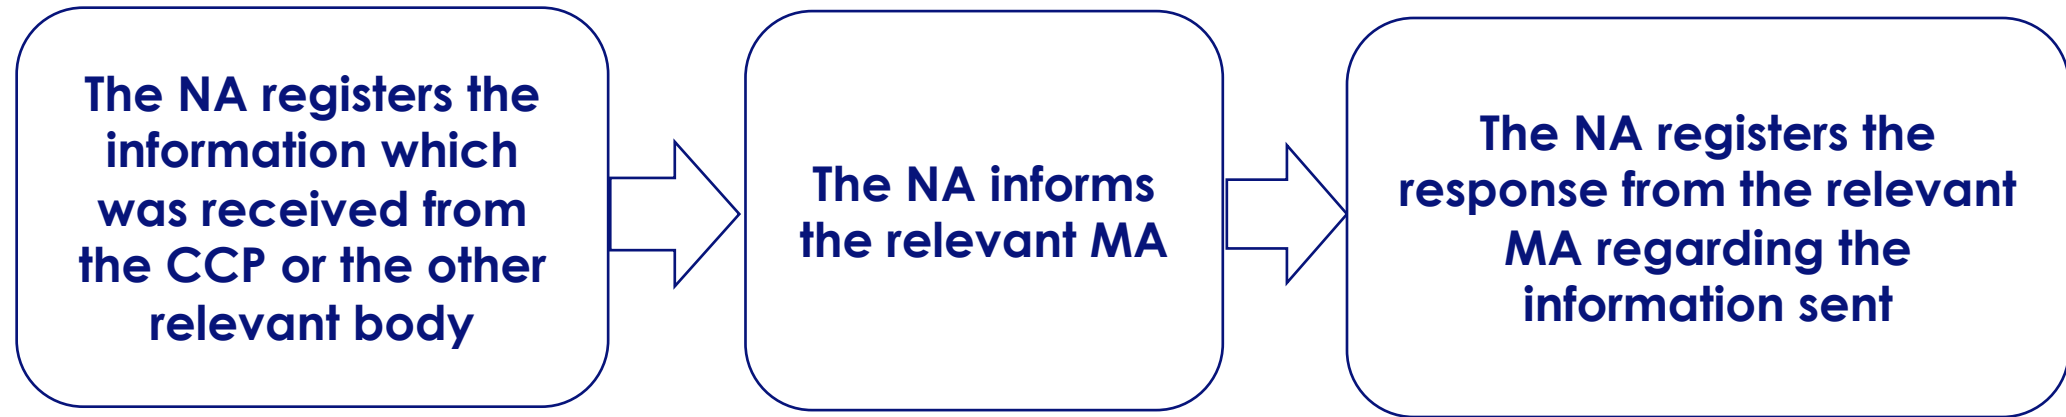 The NA registers the
information which
was received from
the CCP or the other
relevant body
The NA informs
the relevant MA
The NA registers the
response from the relevant
MA regarding the
information sent